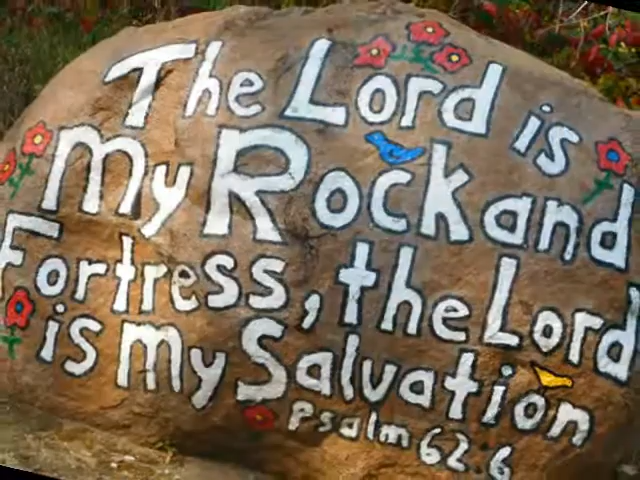 The Lord is
My Rock and
Fortress, the Lord
is my Salvation
Psalm 62:6